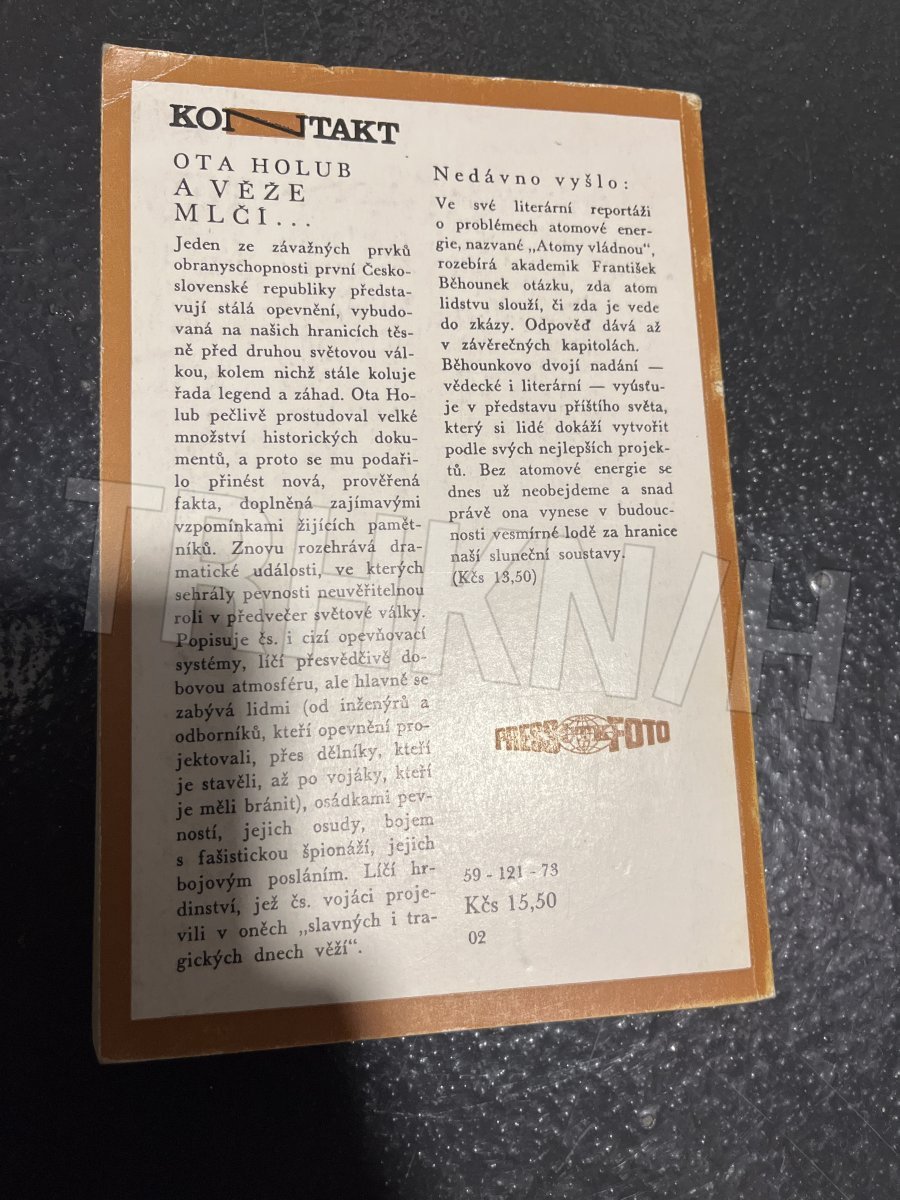 KONTAKT
OTA HOLUB
A VĚŽE
MLČÍ...
Jeden ze závažných prvků
obranyschopnosti první Česko-
slovenské republiky představ-
vují stálá opevnění, vybudo-
vaná na našich hranicích těs-
ně před druhou světovou vál-
kou, kolem nichž stále koluje
řada legend a záhad. Ota Ho-
lub pečlivě prostudoval velké
množství historických doku-
mentů, a proto se mu podaři-
lo přinést nová, prověřená
fakta, doplněná zajímavými
vzpomínkami žijících pamět-
níků. Znovu rozehrává dra-
matické události, ve kterých
sehrály pevnosti neuvěřitelnou
roli v předvečer světové války.
Popisuje čs. i cizí opevňovací
systémy, líčí přesvědčivě do-
bovou atmosféru, ale hlavně se
zabývá lidmi (od inženýrů a
odborníků, kteří opevnění pro-
jektovali, přes dělníky, kteří
je stavěli, až po vojáky, kteří
je měli bránit), osádkami pev-
ností, jejich osudy, bojem
s fašistickou špionáží, jejich
bojovým posláním. Líčí hr-
dinství, jež čs. vojáci proje-
vili v oněch „slavných i tra-
gických dnech věží“.
Nedávno vyšlo:
Ve své literární reportáži
o problémech atomové ener-
gie, nazvané „Atomy vládnou“,
rozebírá akademik František
Běhounek otázku, zda atom
lidstvu slouží, či zda je vede
do zkázy. Odpověď dává až
v závěrečných kapitolách.
Běhounkovo dvojí nadání —
vědecké i literární — vyúsťu-
je v představu příštího světa,
který si lidé dokáží vytvořit
podle svých nejlepších projek-
tů. Bez atomové energie se
dnes už neobejdeme a snad
právě ona vynese v budouc-
nosti vesmírné lodě za hranice
naší sluneční soustavy.
(Kčs 13,50)
PRESSFOTO
59 - 121 - 73
Kčs 15,50
02
TRHKNIH